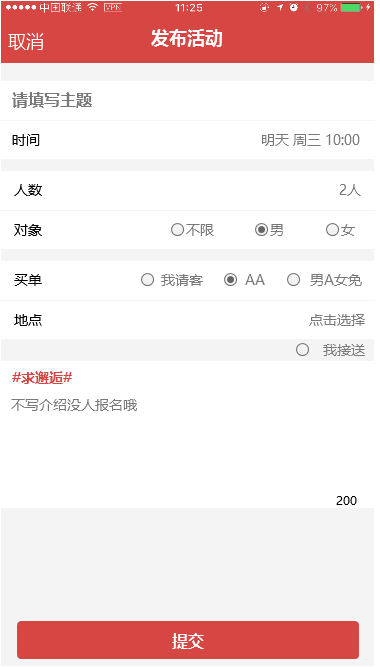 中国联通 VPN 11:25 97%
取消 发布活动
请填写主题
时间 明天 周三 10:00
人数 2人
对象 不限 男 女
买单 我请客 AA 男A女免
地点 点击选择
我接送
#求邂逅#
不写介绍没人报名哦
200
提交